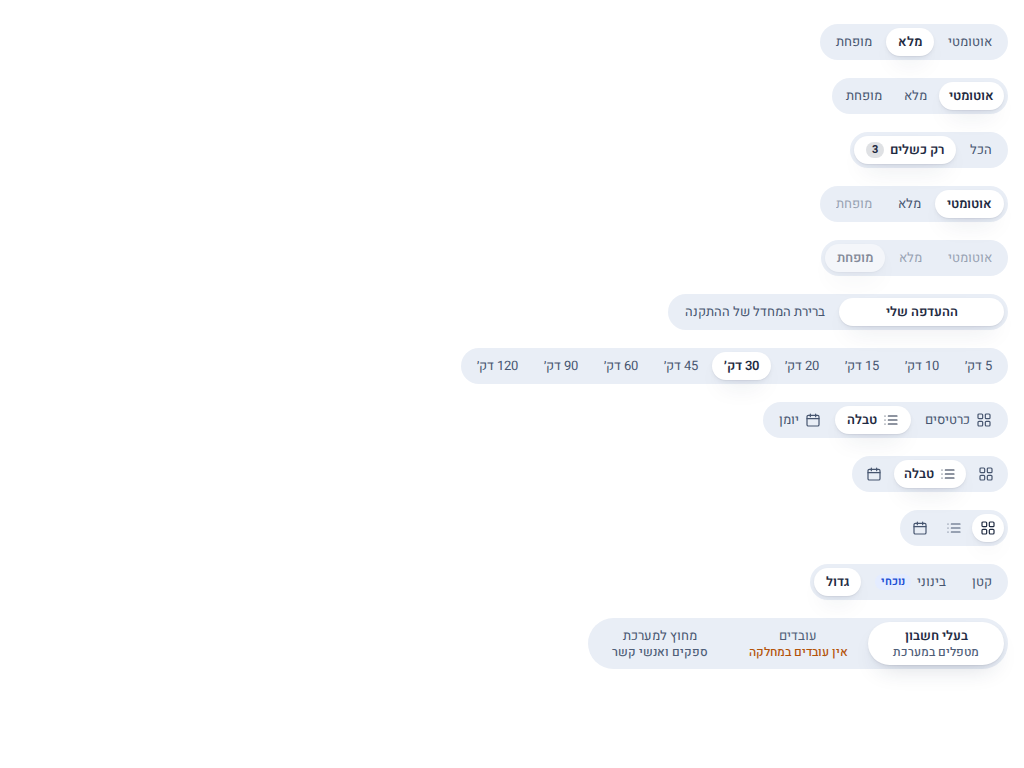 אוטומטי מלא מופחת
אוטומטי מלא מופחת
הכל רק כשלים 3
אוטומטי מלא מופחת
אוטומטי מלא מופחת
ההעדפה שלי ברירת המחדל של ההתקנה
5 דק׳ 10 דק׳ 15 דק׳ 20 דק׳ 30 דק׳ 45 דק׳ 60 דק׳ 90 דק׳ 120 דק׳
כרטיסים טבלה יומן
טבלה
קטן בינוני נוכחי גדול
בעלי חשבון עובדים מחוץ למערכת
מטפלים במערכת אין עובדים במחלקה ספקים ואנשי קשר